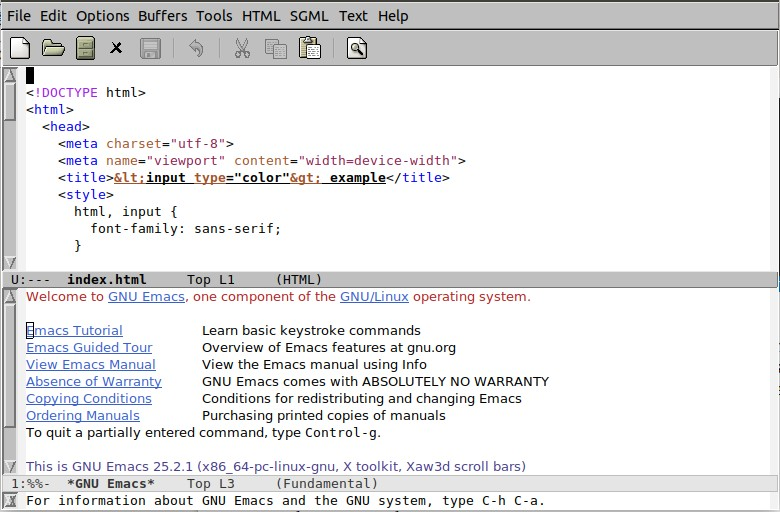 File Edit Options Buffers Tools HTML SGML Text Help
<!DOCTYPE html>
<html>
<head>
<meta charset="utf-8">
<meta name="viewport" content="width=device-width">
<title>&lt;input type="color"&gt; example</title>
<style>
html, input {
font-family: sans-serif;
}
U:--- index.html Top L1 (HTML)
Welcome to GNU Emacs, one component of the GNU/Linux operating system.
Emacs Tutorial Learn basic keystroke commands
Emacs Guided Tour Overview of Emacs features at gnu.org
View Emacs Manual View the Emacs manual using Info
Absence of Warranty GNU Emacs comes with ABSOLUTELY NO WARRANTY
Copying Conditions Conditions for redistributing and changing Emacs
Ordering Manuals Purchasing printed copies of manuals
To quit a partially entered command, type Control-g.
This is GNU Emacs 25.2.1 (x86_64-pc-linux-gnu, X toolkit, Xaw3d scroll bars)
1:%%- *GNU Emacs* Top L3 (Fundamental)
For information about GNU Emacs and the GNU system, type C-h C-a.